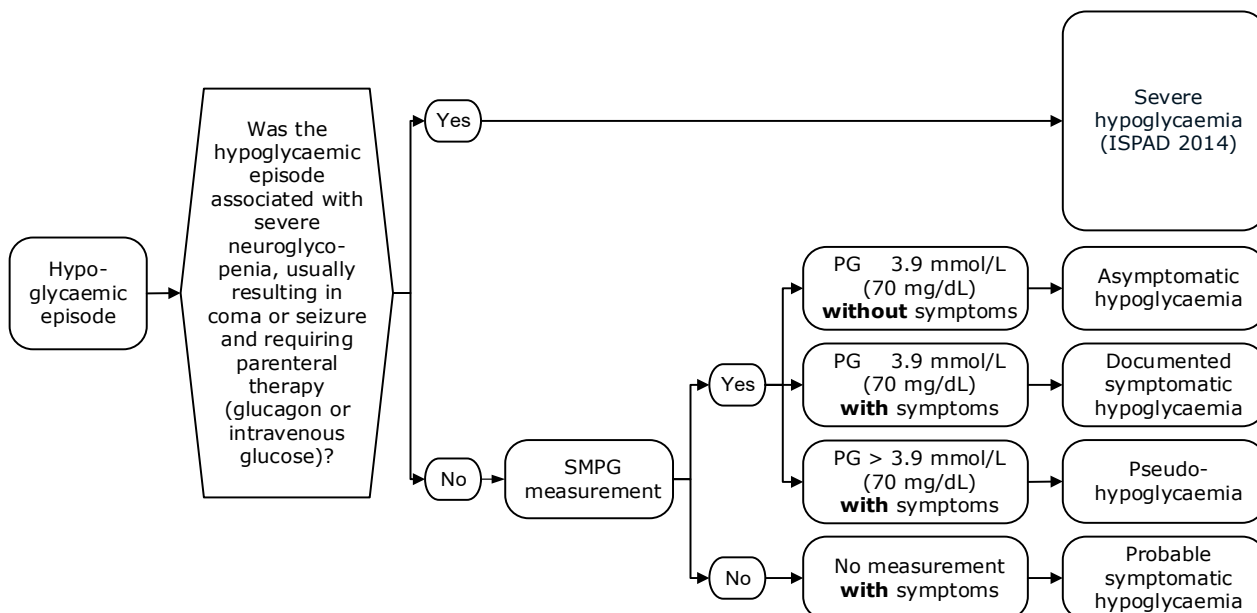 Hypo-
glycaemic
episode
Was the
hypoglycaemic
episode
associated with
severe
neuroglyco-
penia, usually
resulting in
coma or seizure
and requiring
parenteral
therapy
(glucagon or
intravenous
glucose)?
Yes
Severe
hypoglycaemia
(ISPAD 2014)
No
SMPG
measurement
Yes
PG 3.9 mmol/L
(70 mg/dL)
without symptoms
Asymptomatic
hypoglycaemia
PG 3.9 mmol/L
(70 mg/dL)
with symptoms
Documented
symptomatic
hypoglycaemia
PG > 3.9 mmol/L
(70 mg/dL)
with symptoms
Pseudo-
hypoglycaemia
No
No measurement
with symptoms
Probable
symptomatic
hypoglycaemia